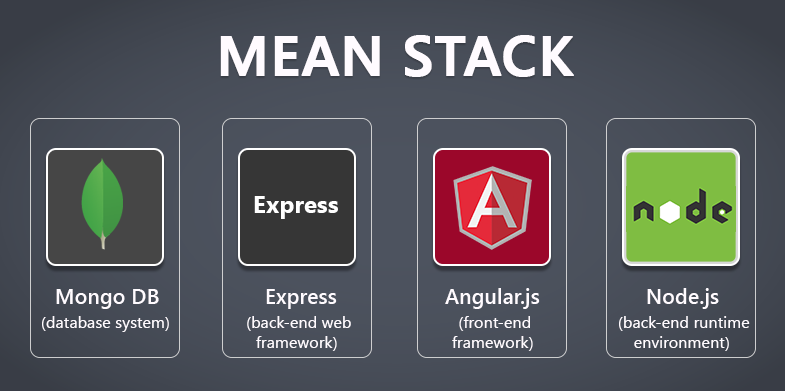 MEAN STACK
Express
A
node
Mongo DB
(database system)
Express
(back-end web
framework)
Angular.js
(front-end
framework)
Node.js
(back-end runtime
environment)